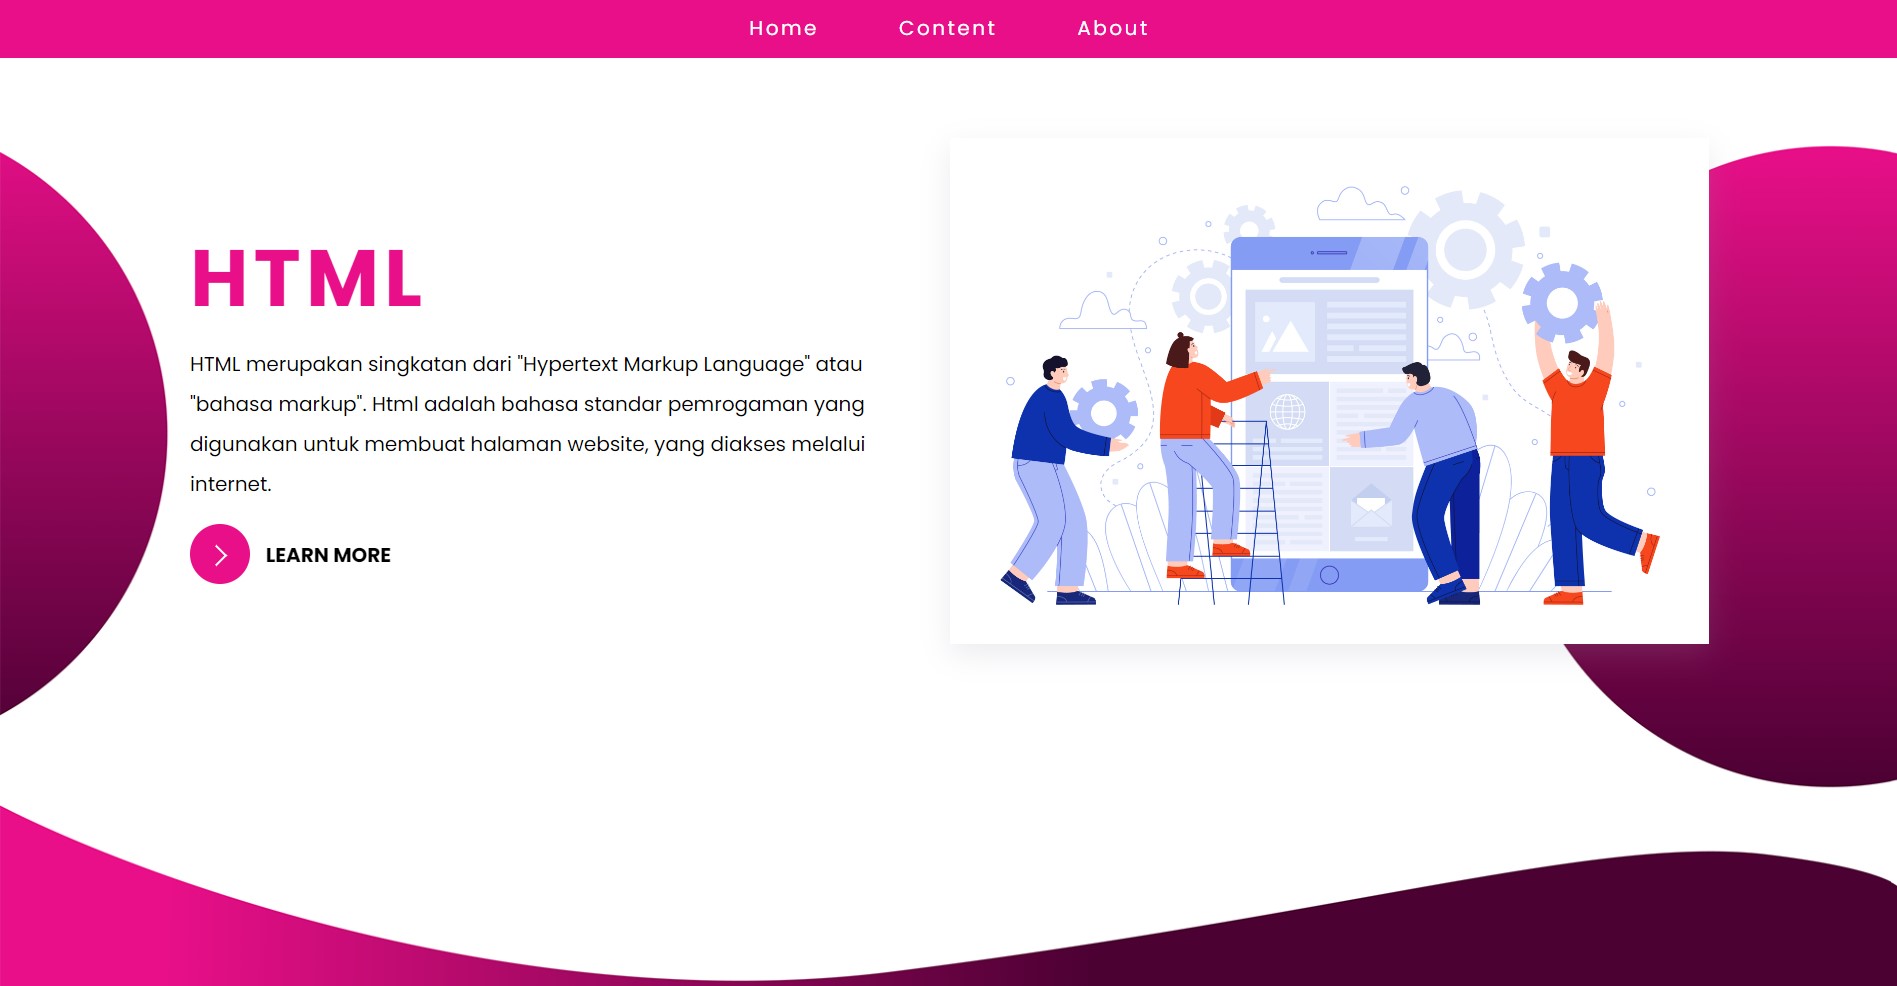 Home Content About
HTML
HTML merupakan singkatan dari "Hypertext Markup Language" atau
"bahasa markup". Html adalah bahasa standar pemrogaman yang
digunakan untuk membuat halaman website, yang diakses melalui
internet.
LEARN MORE